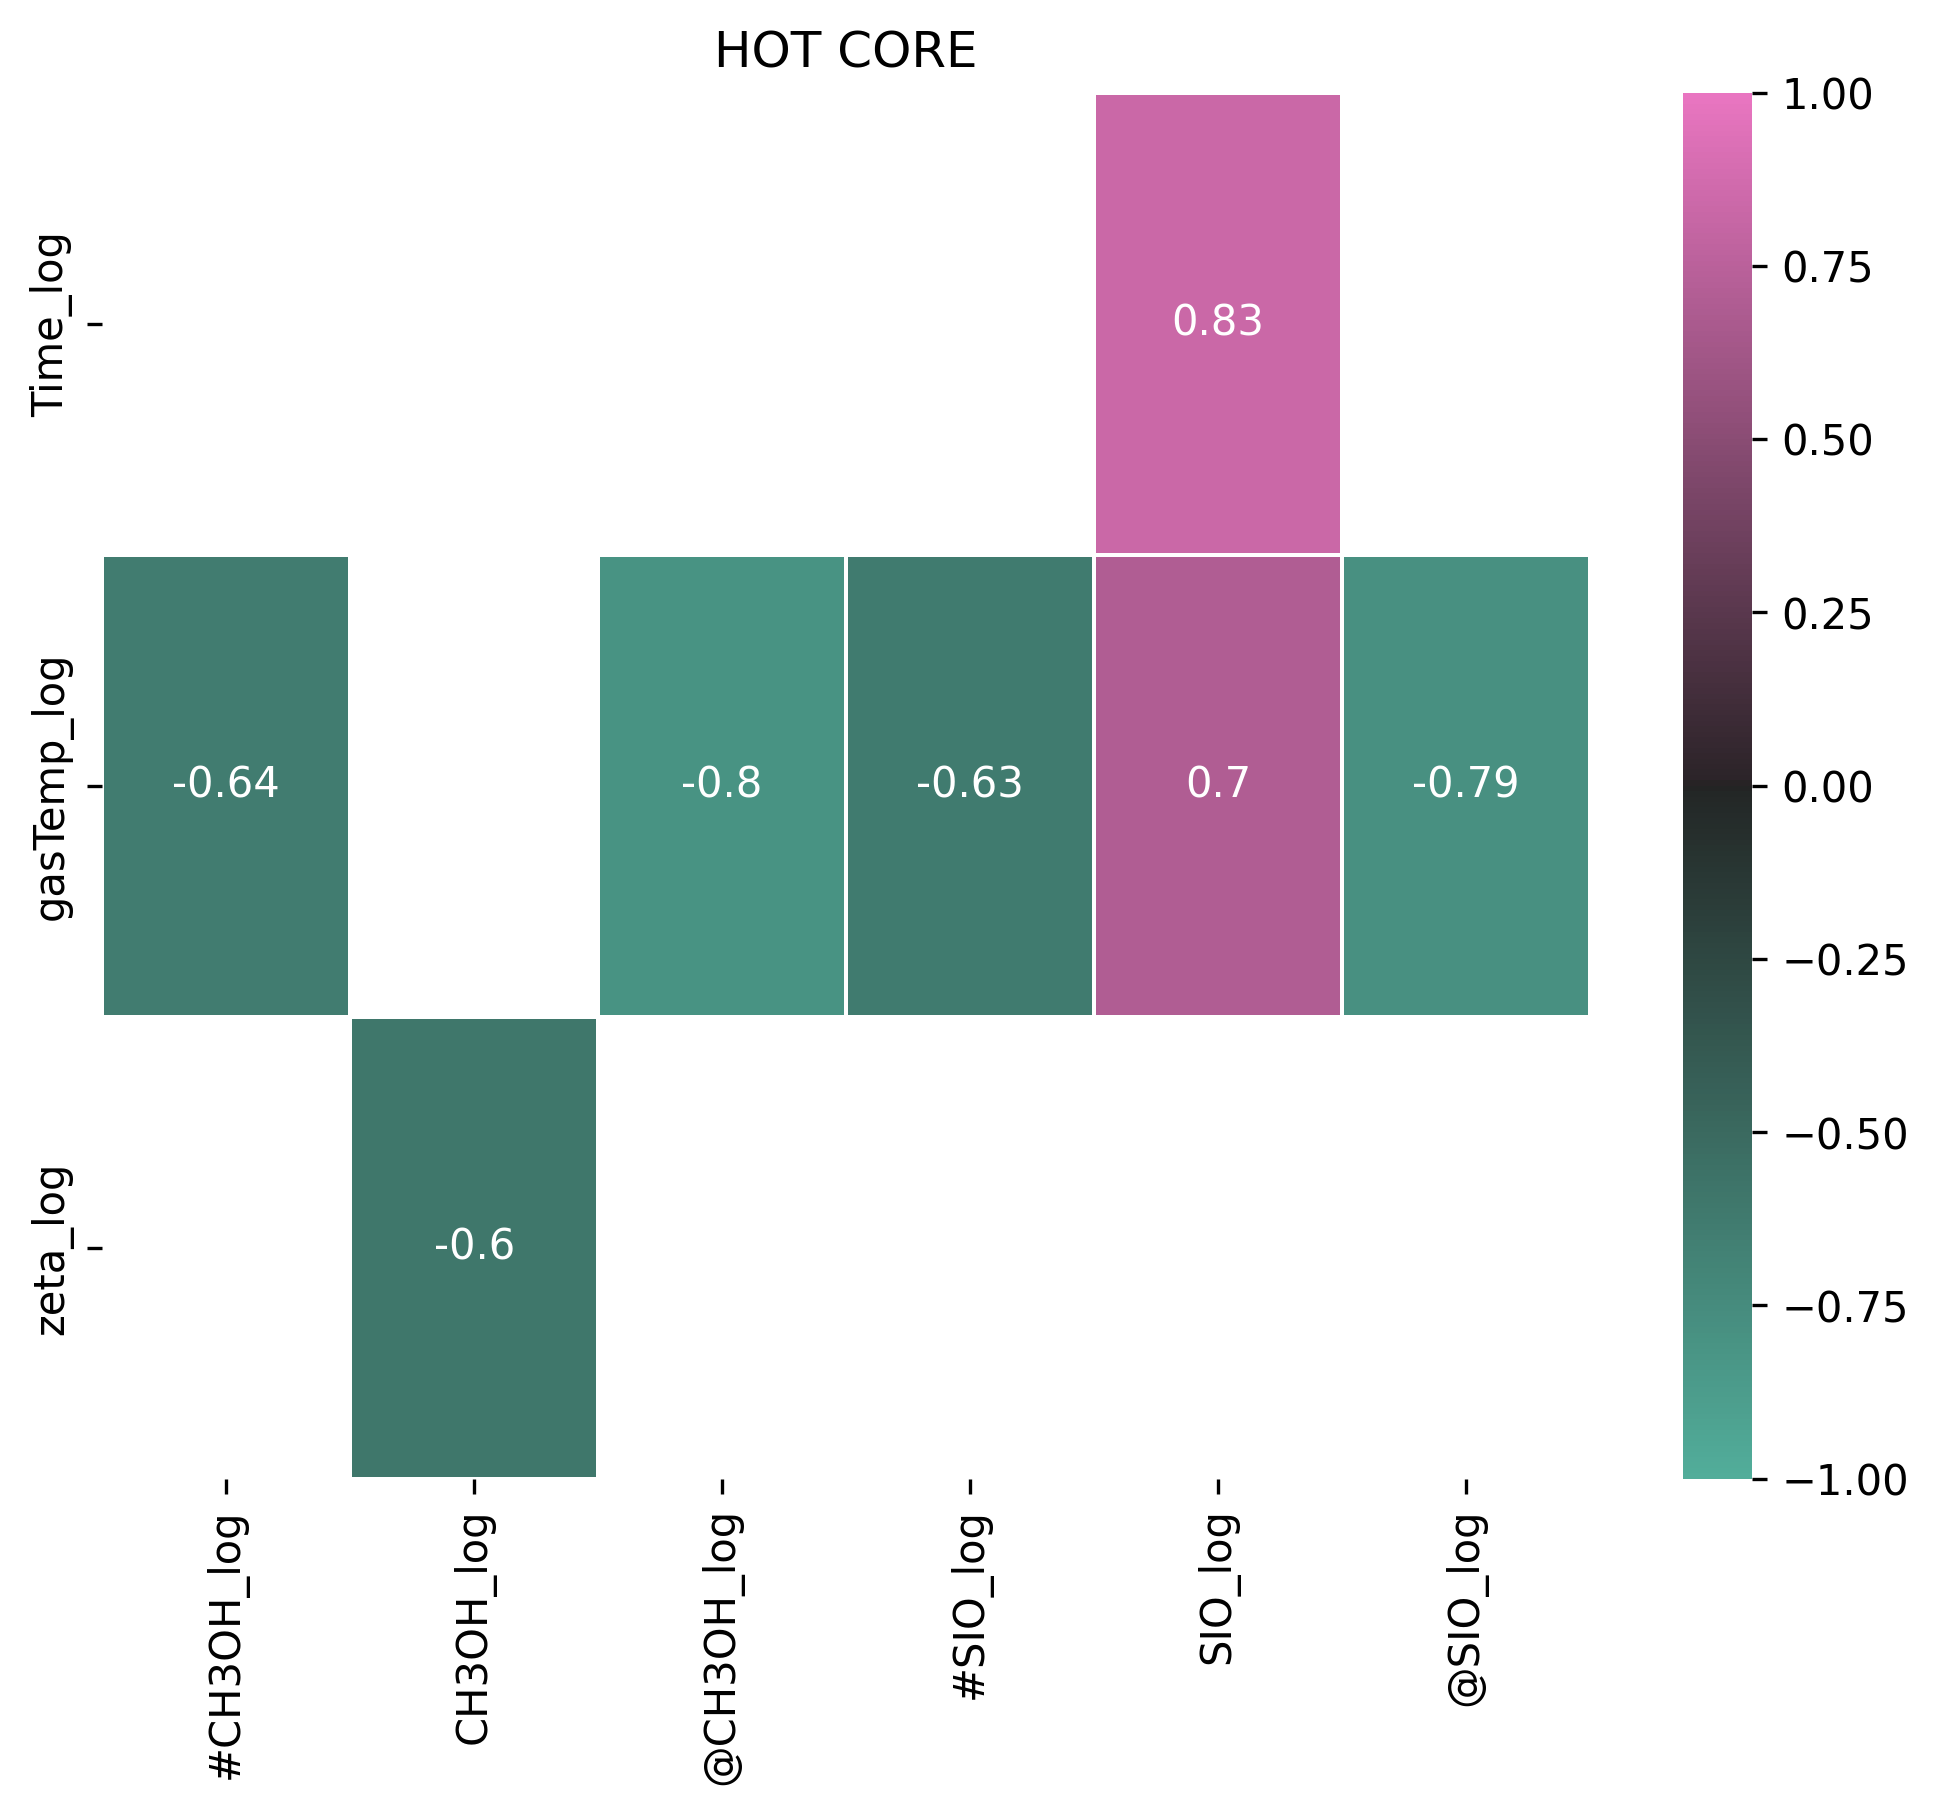 HOT CORE
Time_log
gasTemp_log
zeta_log
0.83
-0.64
-0.8
-0.63
0.7
-0.79
-0.6
#CH3OH_log
CH3OH_log
@CH3OH_log
#SIO_log
SIO_log
@SIO_log
1.00
0.75
0.50
0.25
0.00
−0.25
−0.50
−0.75
−1.00